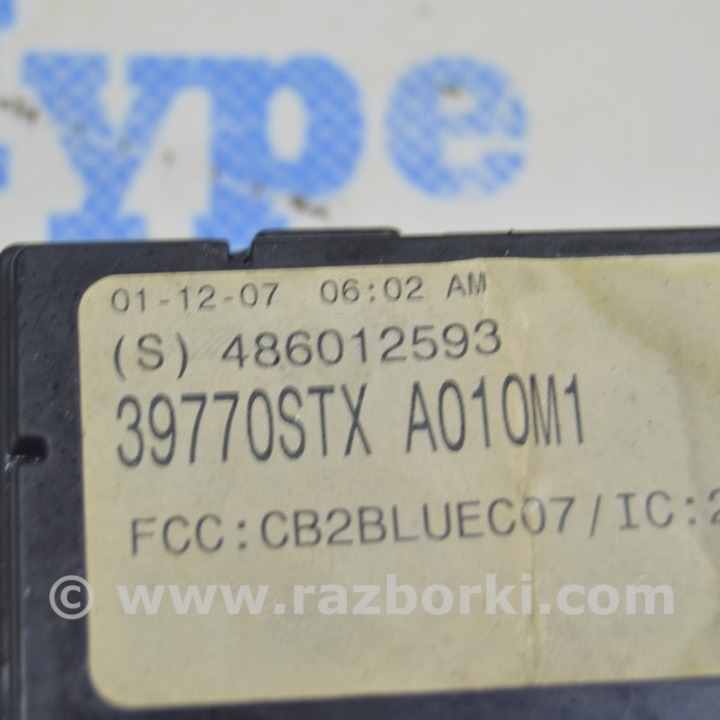 ype
01-12-07 06:02 AM
(S) 486012593
39770STX A010M1
FCC:CB2BLUEC07/IC:2
© www.razborki.com